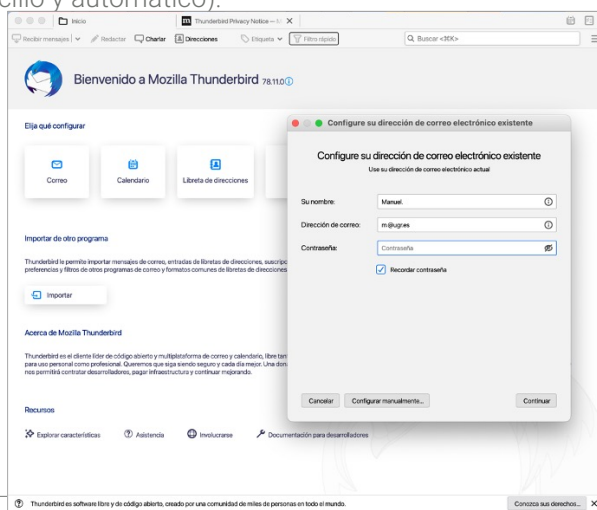 cillo y automático).
Inicio
Thunderbird Privacy Notice — M
Recibir mensajes
Redactar
Charlar
Direcciones
Etiqueta
Filtro rápido
Q Buscar <⌘K>
Bienvenido a Mozilla Thunderbird 78.11.0
Elija qué configurar
Correo
Calendario
Libreta de direcciones
Importar de otro programa
Thunderbird le permite importar mensajes de correo, entradas de libretas de direcciones, suscripc
preferencias y filtros de otros programas de correo y formatos comunes de libretas de direcciones
Importar
Acerca de Mozilla Thunderbird
Thunderbird es el cliente líder de código abierto y multiplataforma de correo y calendario, libre tan
para uso personal como profesional. Queremos que siga siendo seguro y cada día mejor. Una don
nos permitirá contratar desarrolladores, pagar infraestructura y continuar mejorando.
Recursos
Explorar características
Asistencia
Involucrarse
Documentación para desarrolladores
Configure su dirección de correo electrónico existente
Configure su dirección de correo electrónico existente
Use su dirección de correo electrónico actual
Su nombre:
Manuel.
Dirección de correo:
m@ugr.es
Contraseña:
Contraseña
Recordar contraseña
Cancelar
Configurar manualmente...
Continuar
Thunderbird es software libre y de código abierto, creado por una comunidad de miles de personas en todo el mundo.
Conozca sus derechos...